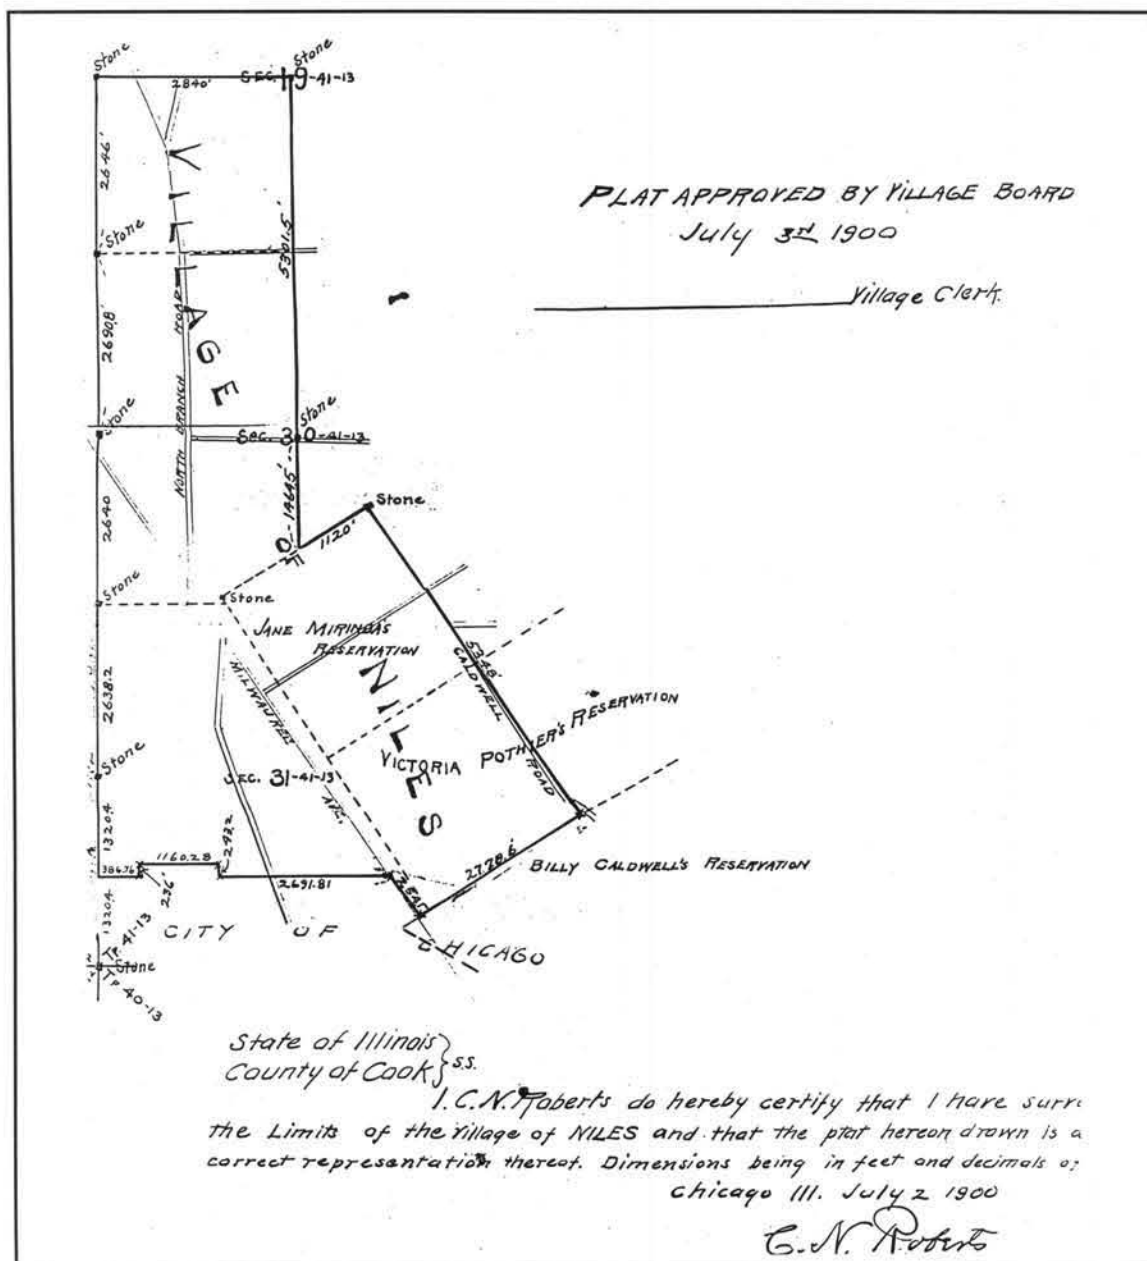 Stone
Stone
2840'
SEC. 19-41-13
2646'
VILLAGE
PLAT APPROVED BY VILLAGE BOARD
July 3rd 1900
Village Clerk.
Stone
5301.5'
2690.8'
ROAD
NORTH BRANCH
Stone
Stone
SEC. 30-41-13
2640
1464.5'
Stone
1120'
OF
Stone
Stone
JANE MIRINDA'S
RESERVATION
NILES
MILWAUKEE
AVE.
5348'
CALDWELL
ROAD
VICTORIA POTHIER'S RESERVATION
2638.2
Stone
SEC. 31-41-13
1320.4
1160.28
243.2
386.76
236'
2691.81
2778.6'
BILLY CALDWELL'S RESERVATION
1320.4
CITY OF
CHICAGO
Tp. 41-13
Stone
Tp. 40-13
State of Illinois }
County of Cook } S.S.
I. C. N. Roberts do hereby certify that I have surv
the Limits of the Village of NILES and that the plat hereon drawn is a
correct representation thereof. Dimensions being in feet and decimals o
Chicago Ill. July 2 1900
C. N. Roberts